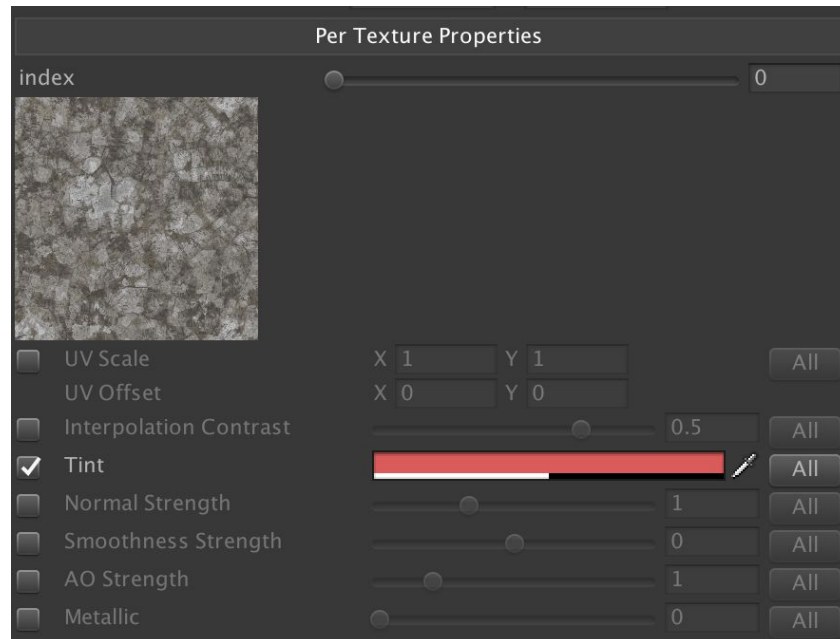 Per Texture Properties
index 0
UV Scale X 1 Y 1 All
UV Offset X 0 Y 0
Interpolation Contrast 0.5 All
Tint All
Normal Strength 1 All
Smoothness Strength 0 All
AO Strength 1 All
Metallic 0 All